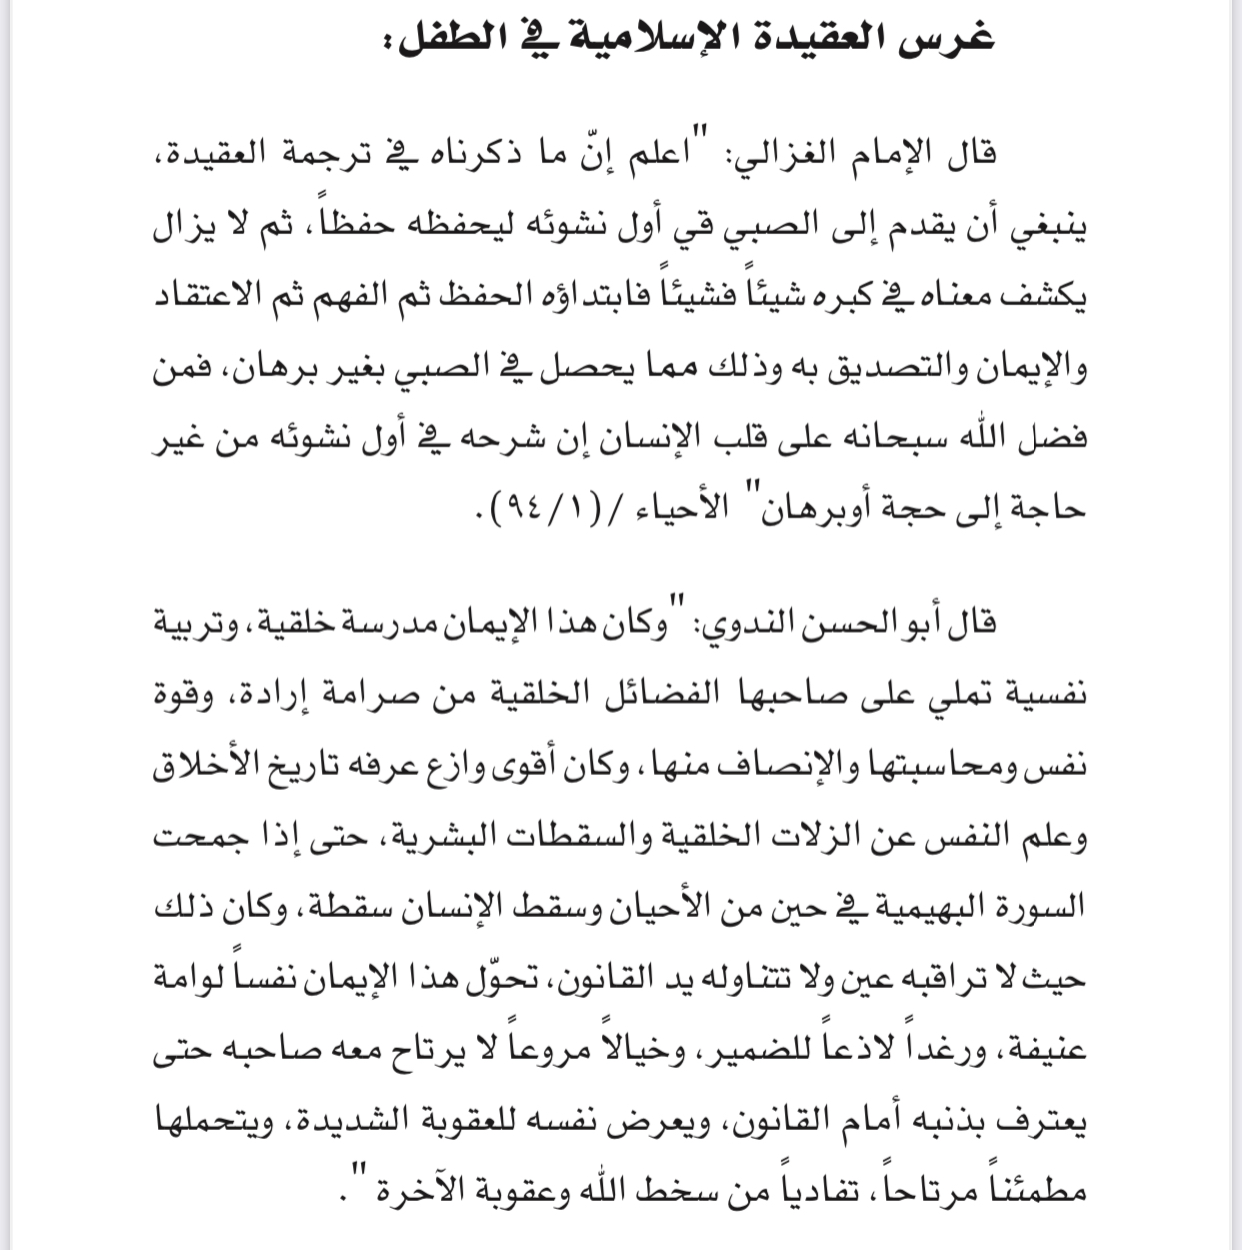 غرس العقيدة الإسلامية في الطفل:
قال الإمام الغزالي: "اعلم إنّ ما ذكرناه في ترجمة العقيدة،
ينبغي أن يقدم إلى الصبي قي أول نشوئه ليحفظه حفظاً، ثم لا يزال
يكشف معناه في كبره شيئاً فشيئاً فابتداؤه الحفظ ثم الفهم ثم الاعتقاد
والإيمان والتصديق به وذلك مما يحصل في الصبي بغير برهان، فمن
فضل الله سبحانه على قلب الإنسان إن شرحه في أول نشوئه من غير
حاجة إلى حجة أوبرهان" الأحياء /(٩٤/١).
قال أبو الحسن الندوي: "وكان هذا الإيمان مدرسة خلقية، وتربية
نفسية تملي على صاحبها الفضائل الخلقية من صرامة إرادة، وقوة
نفس ومحاسبتها والإنصاف منها، وكان أقوى وازع عرفه تاريخ الأخلاق
وعلم النفس عن الزلات الخلقية والسقطات البشرية، حتى إذا جمحت
السورة البهيمية في حين من الأحيان وسقط الإنسان سقطة، وكان ذلك
حيث لا تراقبه عين ولا تتناوله يد القانون، تحوّل هذا الإيمان نفساً لوامة
عنيفة، ورغداً لاذعاً للضمير، وخيالاً مروعاً لا يرتاح معه صاحبه حتى
يعترف بذنبه أمام القانون، ويعرض نفسه للعقوبة الشديدة، ويتحملها
مطمئناً مرتاحاً، تفادياً من سخط الله وعقوبة الآخرة ".